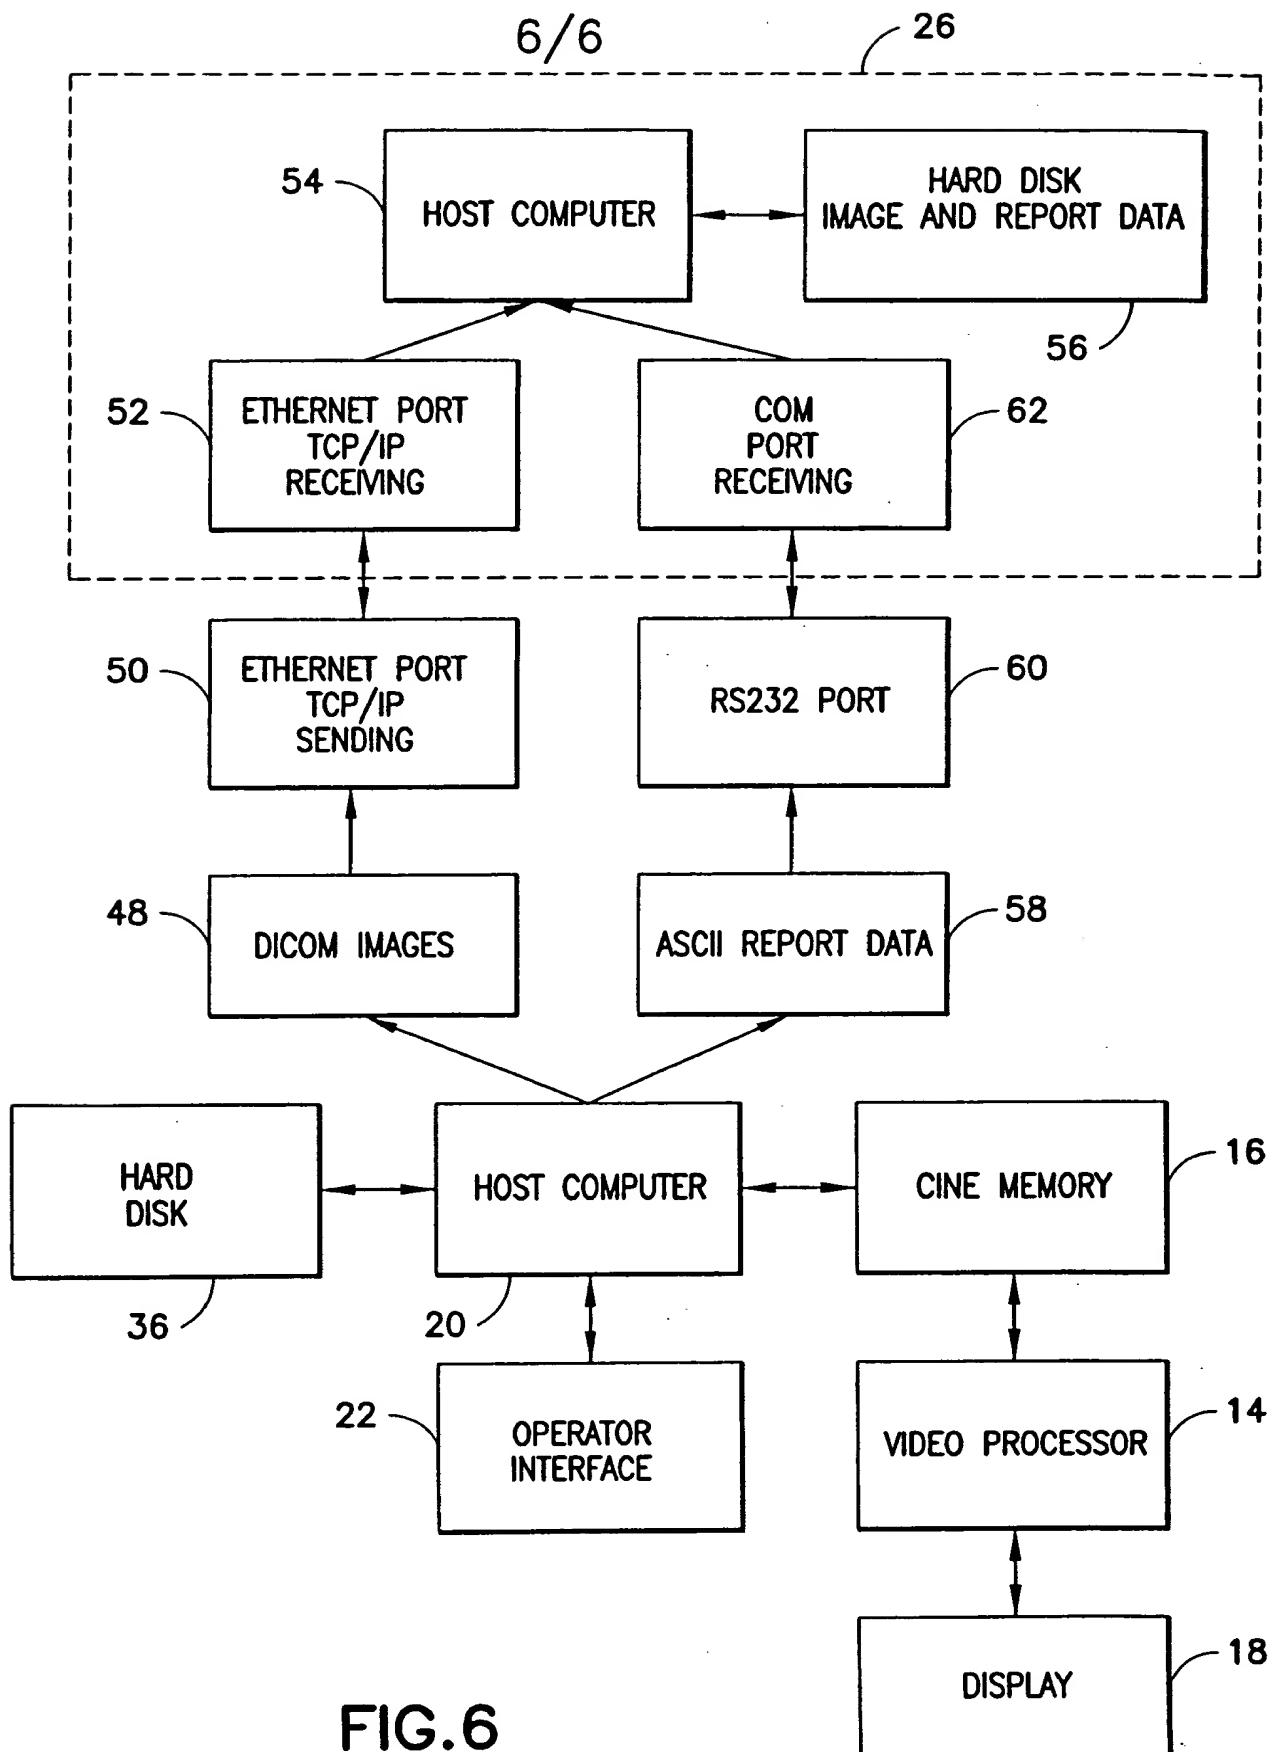 6/6
26
54
HOST COMPUTER
HARD DISK
IMAGE AND REPORT DATA
56
52
ETHERNET PORT
TCP/IP
RECEIVING
COM
PORT
RECEIVING
62
50
ETHERNET PORT
TCP/IP
SENDING
RS232 PORT
60
48
DICOM IMAGES
ASCII REPORT DATA
58
HARD
DISK
36
HOST COMPUTER
20
CINE MEMORY
16
22
OPERATOR
INTERFACE
VIDEO PROCESSOR
14
DISPLAY
18
FIG.6